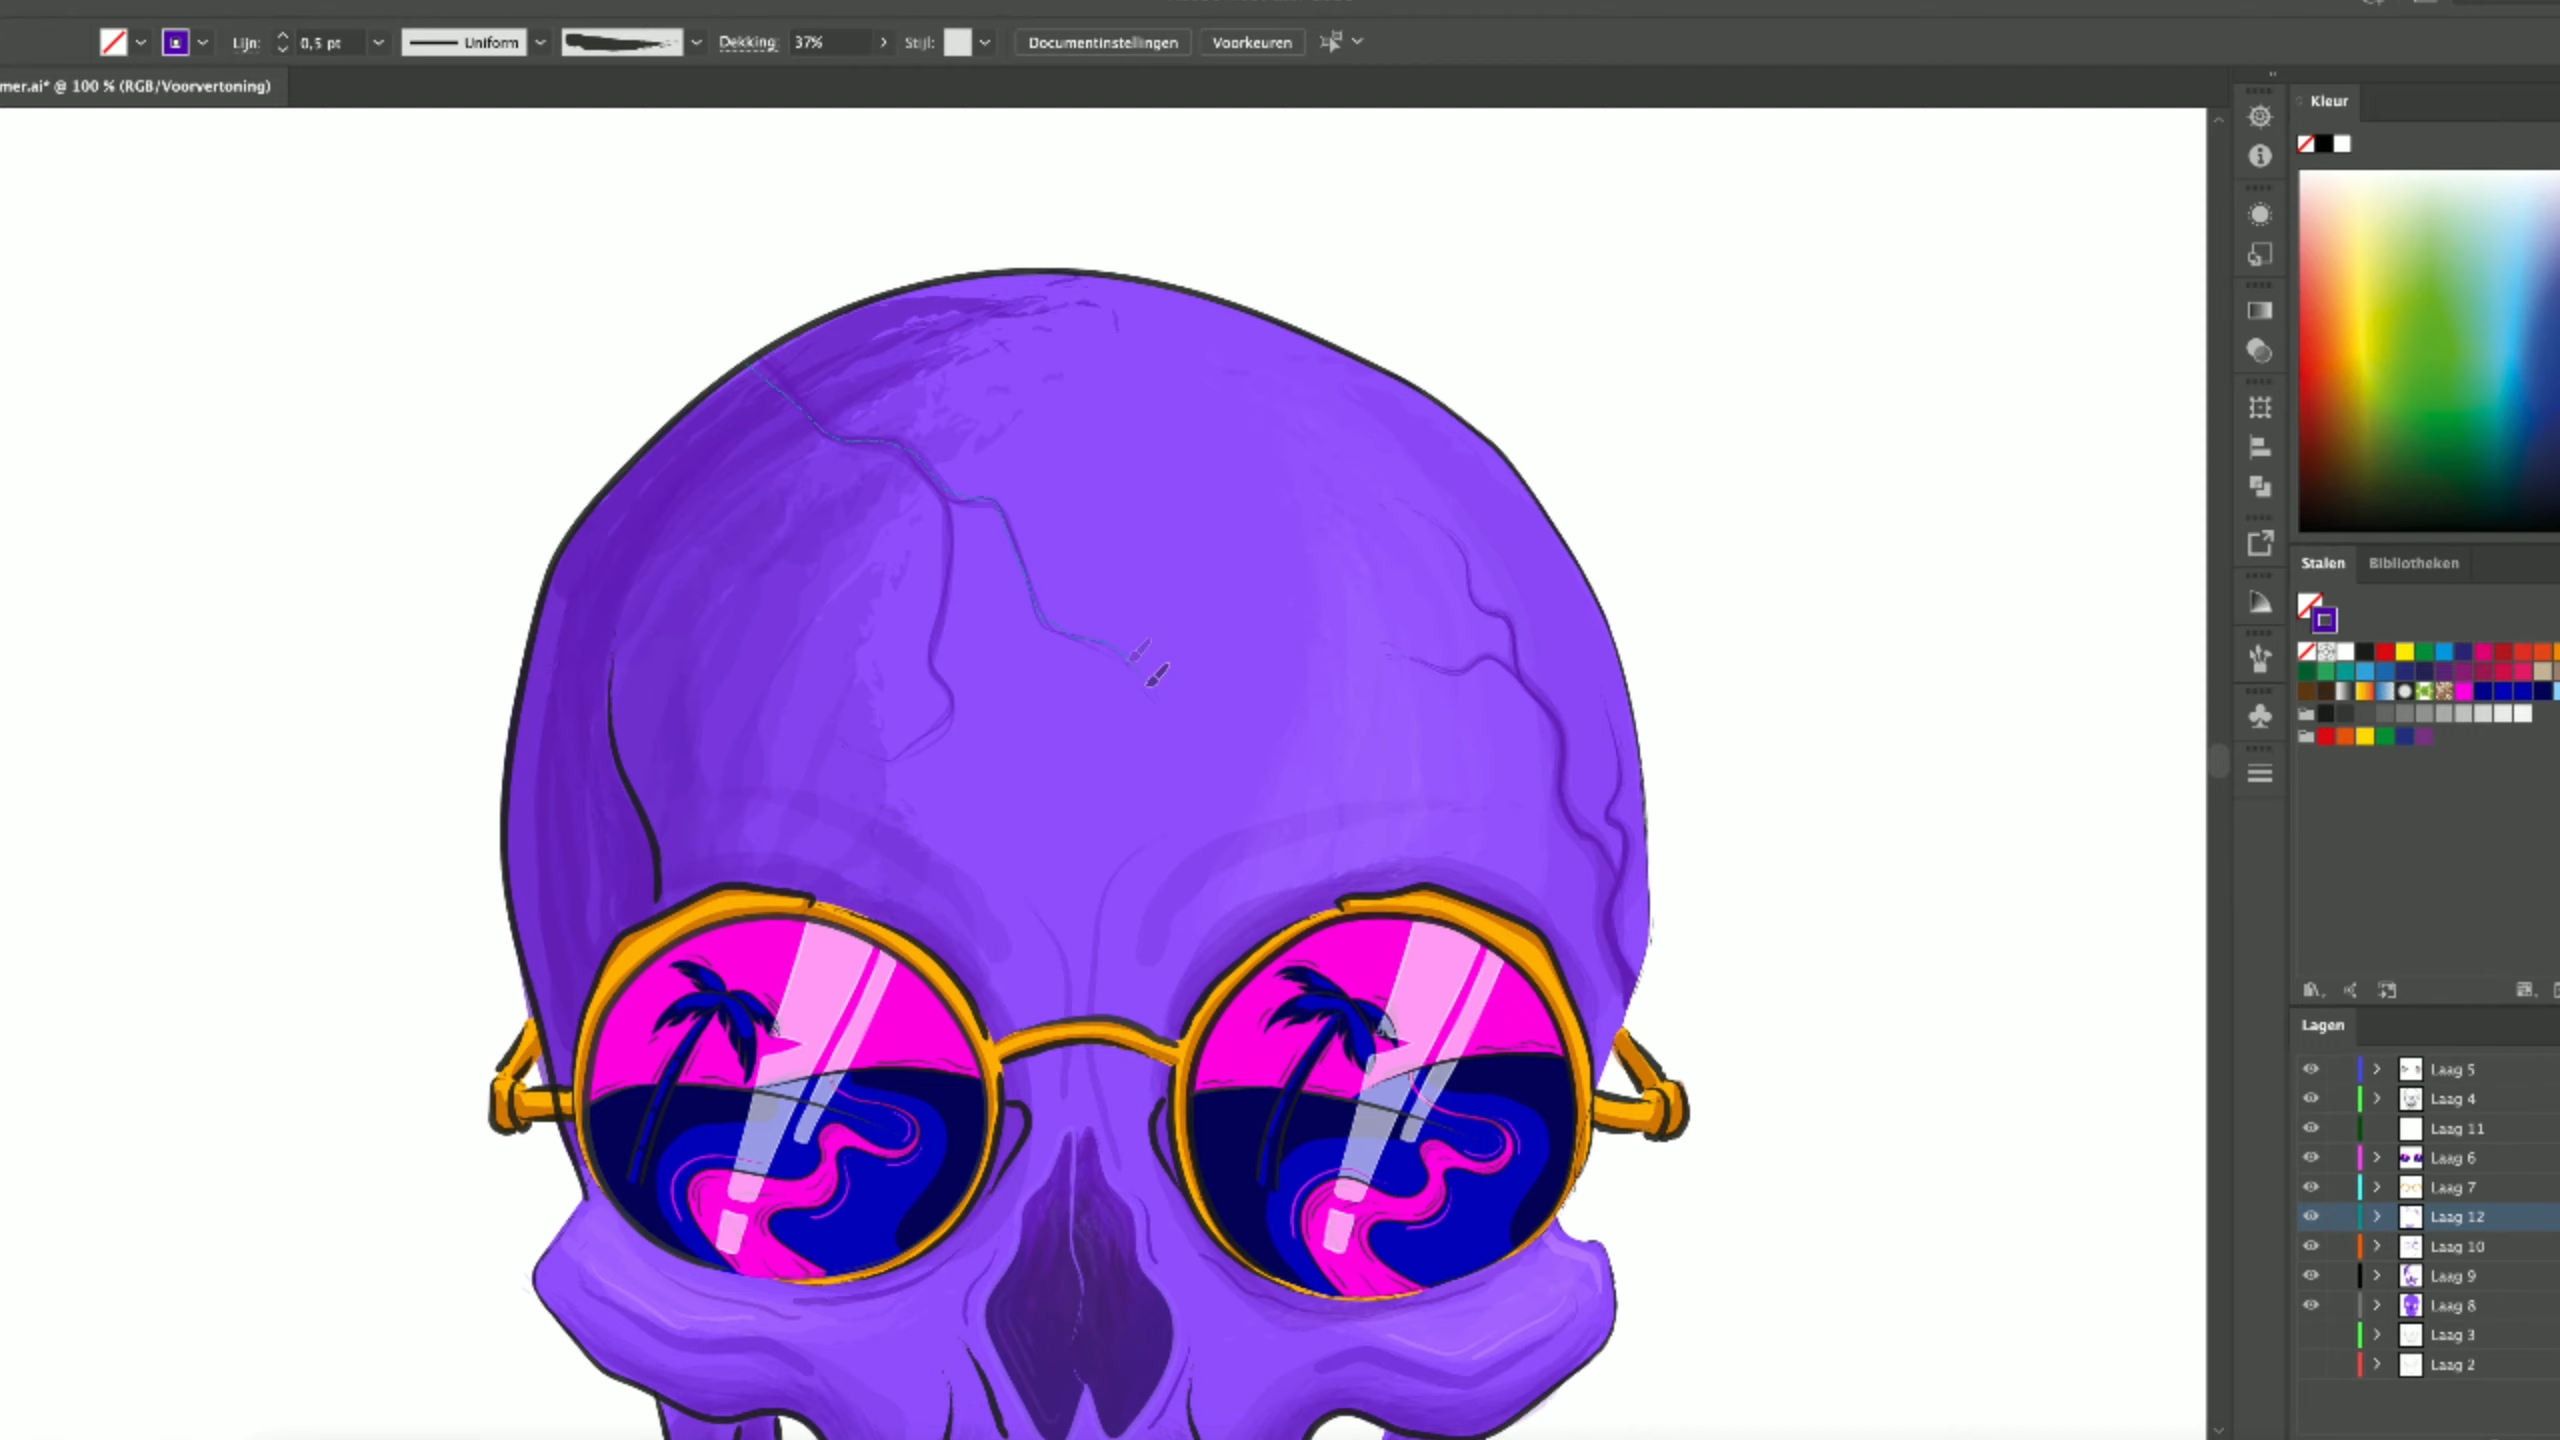 Lijn: 0,5 pt Uniform Dekking: 37% Stijl: Documentinstellingen Voorkeuren
mer.ai* @ 100 % (RGB/Voorvertoning)
Kleur
Stalen Bibliotheken
Lagen
Laag 5
Laag 4
Laag 11
Laag 6
Laag 7
Laag 12
Laag 10
Laag 9
Laag 8
Laag 3
Laag 2